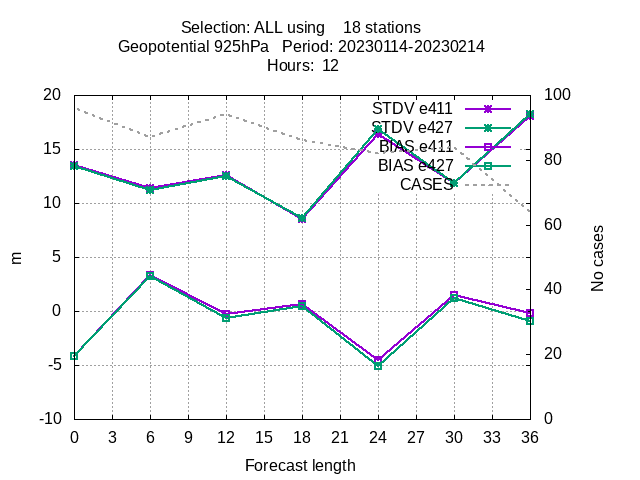 Selection: ALL using    18 stations
Geopotential 925hPa   Period: 20230114-20230214
Hours:  12
STDV e411
STDV e427
BIAS e411
BIAS e427
CASES
20
15
10
5
0
-5
-10
100
80
60
40
20
0
m
No cases
0 3 6 9 12 15 18 21 24 27 30 33 36
Forecast length